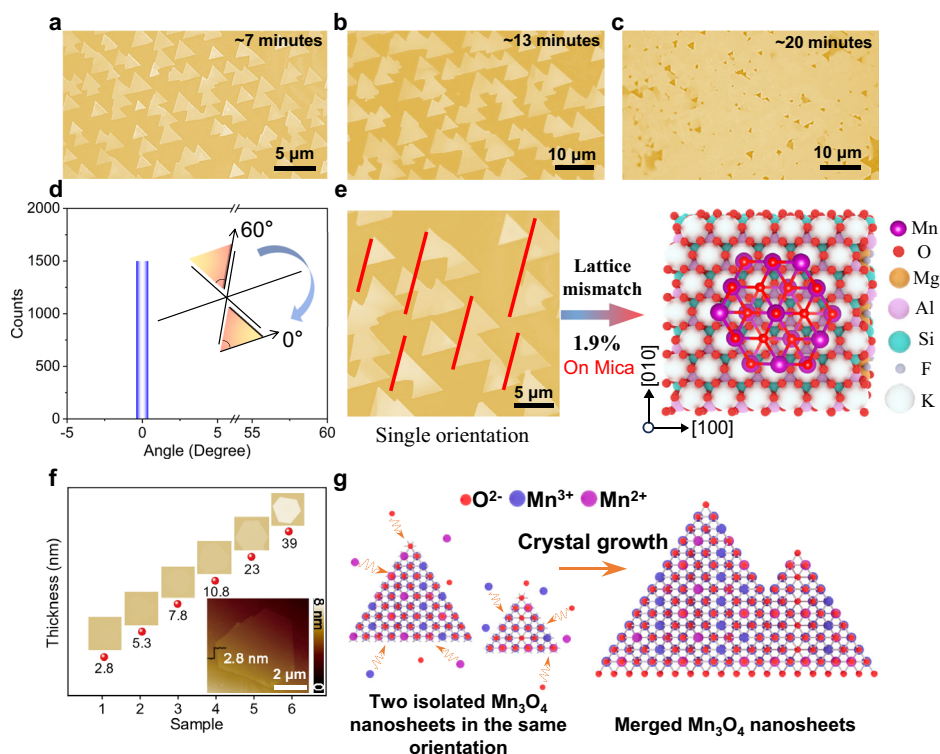 a
~7 minutes
5 μm
b
~13 minutes
10 μm
c
~20 minutes
10 μm
d
2000
1500
1000
500
0
Counts
-5
0
5
55
60
Angle (Degree)
60°
0°
e
5 μm
Single orientation
Lattice
mismatch
1.9%
On Mica
[010]
[100]
Mn
O
Mg
Al
Si
F
K
f
Thickness (nm)
2.8
5.3
7.8
10.8
23
39
2.8 nm
2 μm
8 nm
0
1
2
3
4
5
6
Sample
g
O²⁻
Mn³⁺
Mn²⁺
Crystal growth
Two isolated Mn₃O₄
nanosheets in the same
orientation
Merged Mn₃O₄ nanosheets